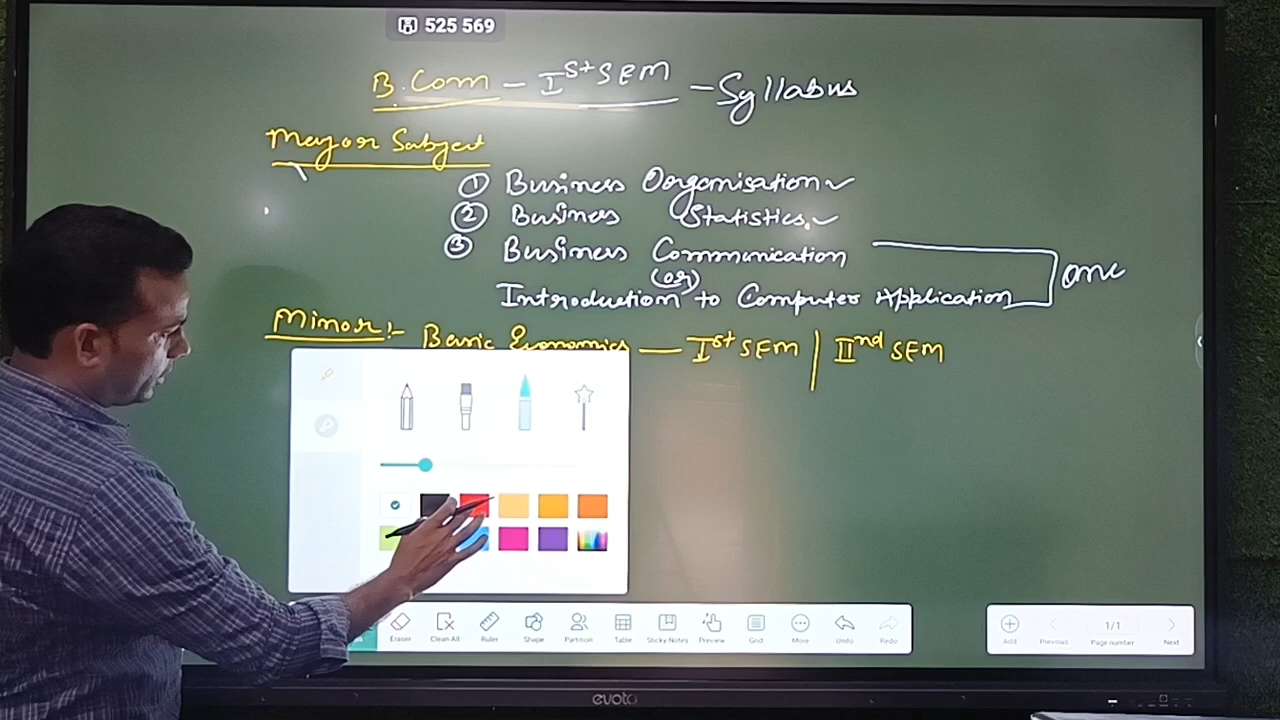 525 569
B.Com - Ist SEM - Syllabus
Mayor Subject
① Business Oorganisation
② Business Statistics.
③ Business Communication
(or)
one
Introduction to Computer Application
Minor:- Basic Economics — Ist SEM | IInd SEM
Eraser Clean All Ruler Shape Partition Table Sticky Notes Preview Grid More Undo Redo
Add Previous 1/1 Page number Next
evoto